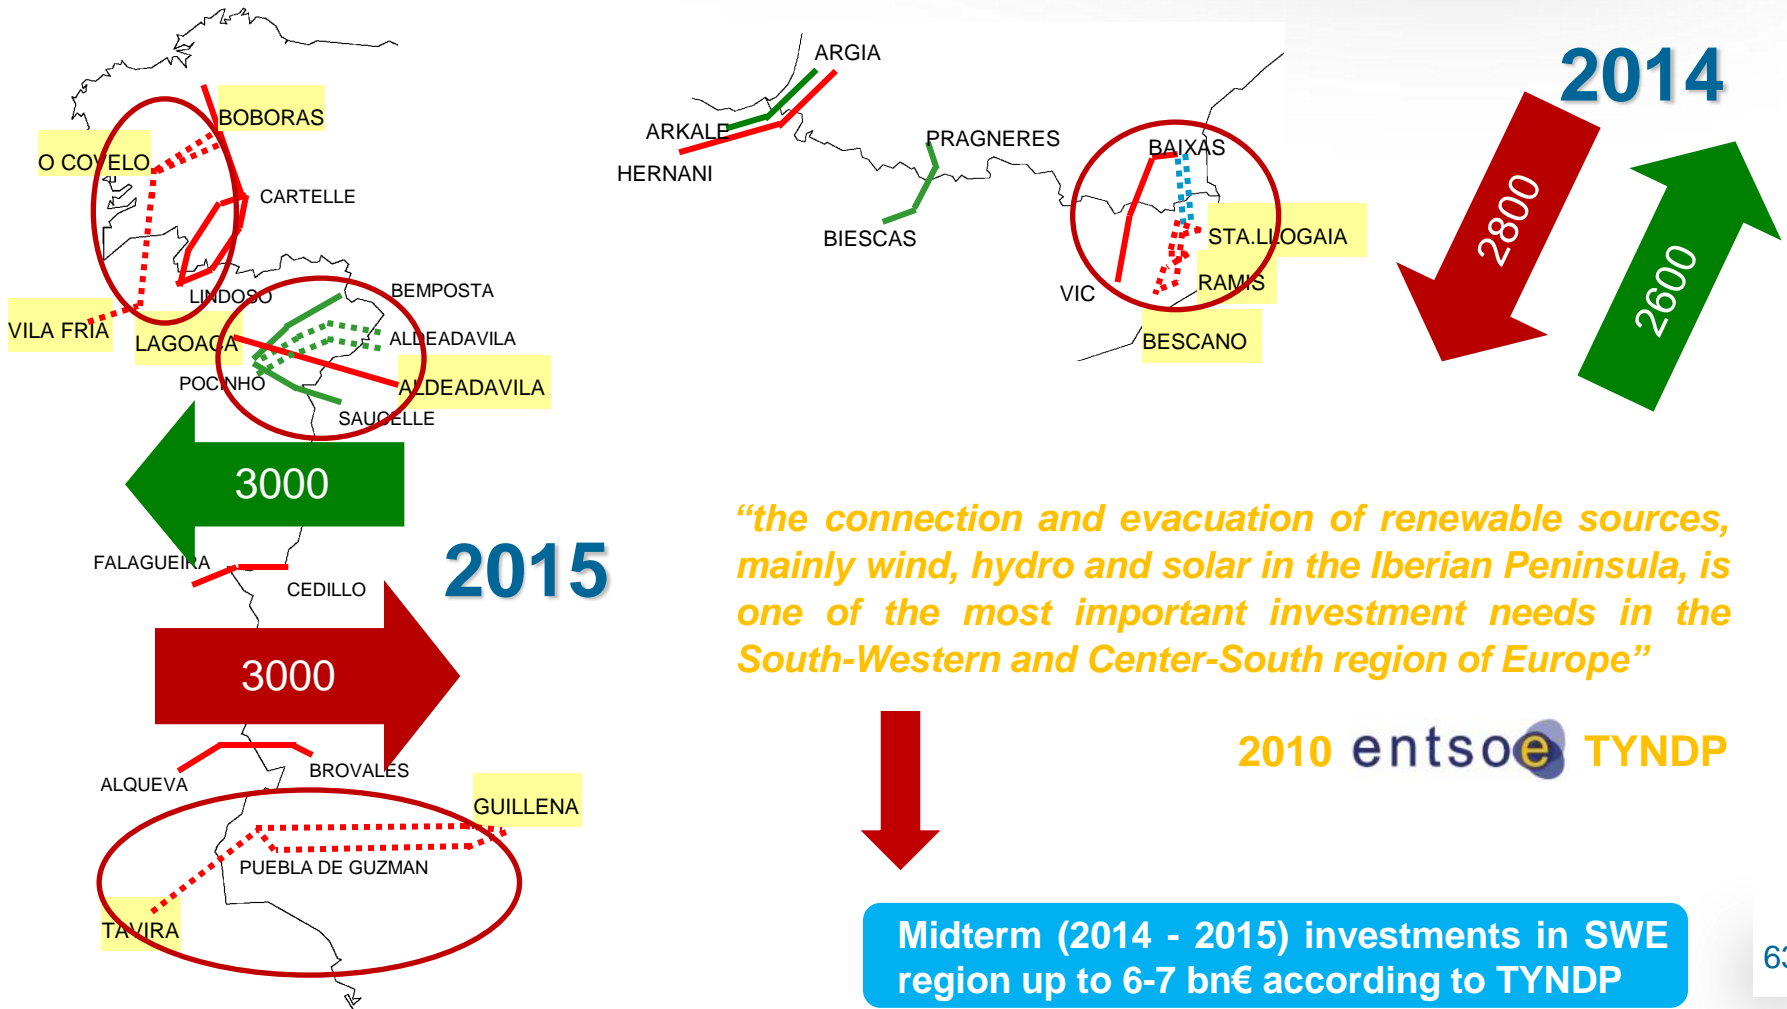 BOBORAS
O COVELO
CARTELLE
LINDOSO
VILA FRIA
LAGOAÇA
BEMPOSTA
ALDEADAVILA
POCINHO
ALDEADAVILA
SAUCELLE
3000
FALAGUEIRA
CEDILLO
2015
3000
ALQUEVA
BROVALES
GUILLENA
PUEBLA DE GUZMAN
TAVIRA
ARGIA
ARKALE
HERNANI
PRAGNERES
BIESCAS
BAIXAS
STA.LLOGAIA
RAMIS
VIC
BESCANO
2014
2800
2600
“the connection and evacuation of renewable sources,
mainly wind, hydro and solar in the Iberian Peninsula, is
one of the most important investment needs in the
South-Western and Center-South region of Europe”
2010 entsoe TYNDP
Midterm (2014 - 2015) investments in SWE
region up to 6-7 bn€ according to TYNDP
63